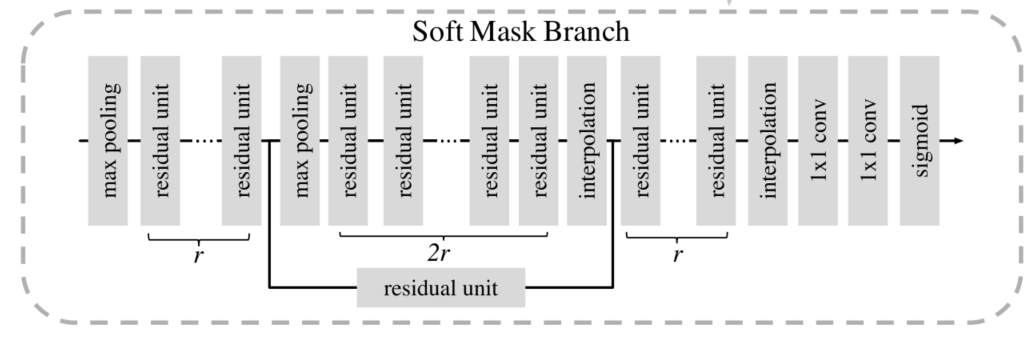 Soft Mask Branch
max pooling
residual unit
......
residual unit
max pooling
residual unit
residual unit
......
residual unit
residual unit
interpolation
residual unit
......
residual unit
interpolation
1x1 conv
1x1 conv
sigmoid
r
2r
r
residual unit